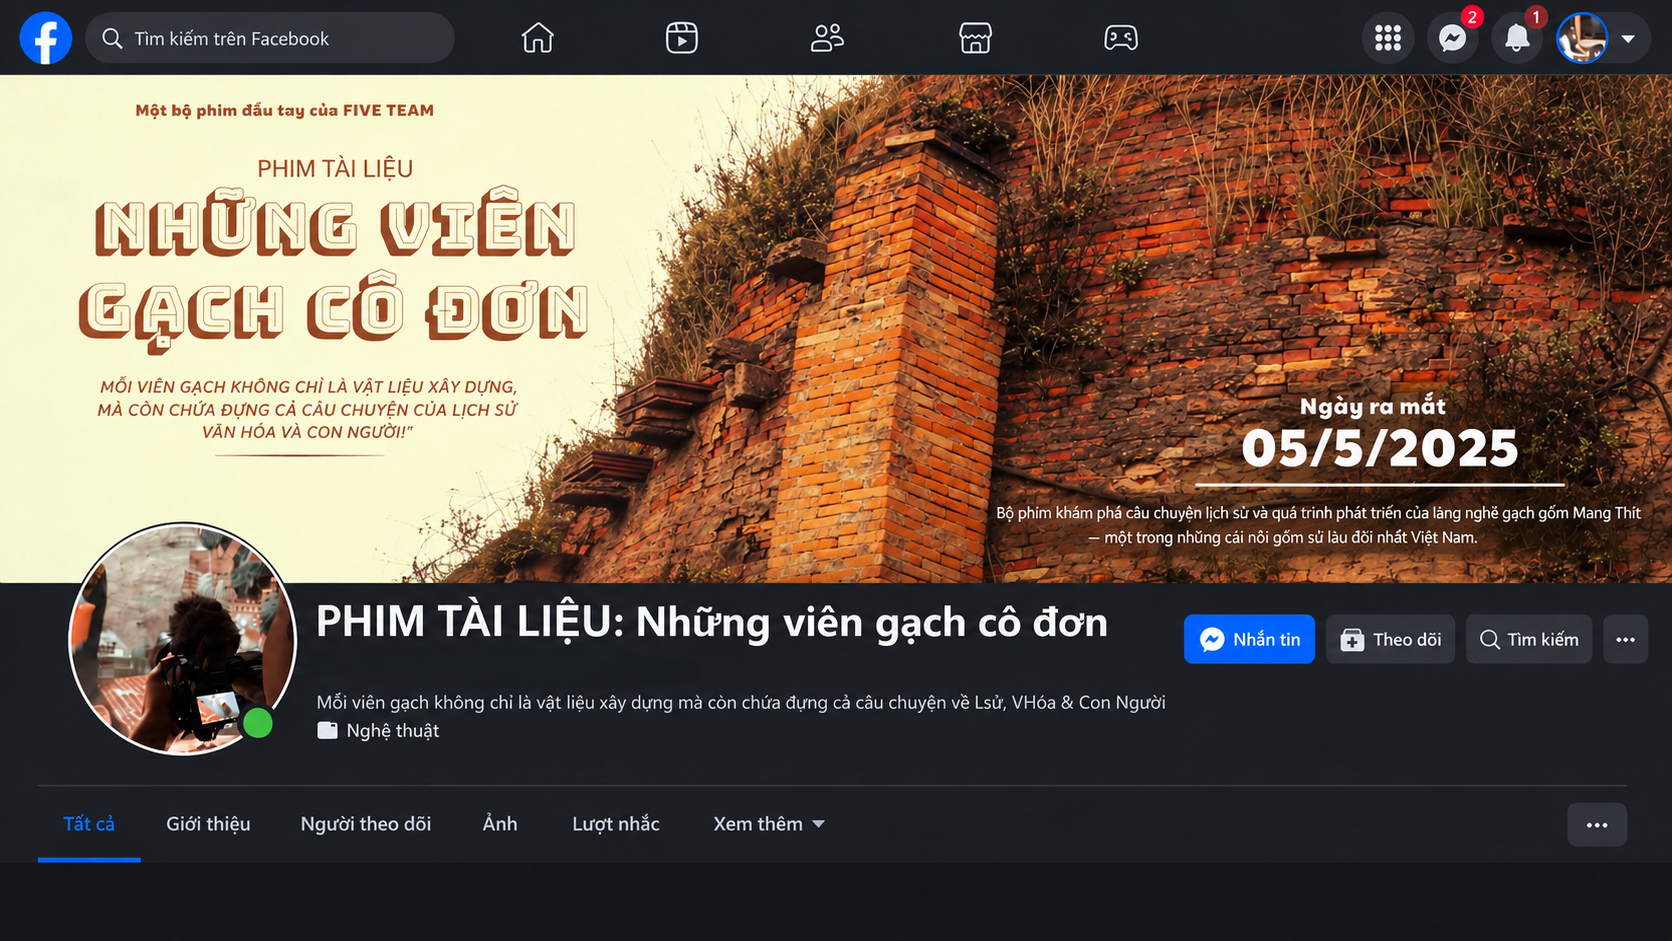 Tìm kiếm trên Facebook
2
1
Một bộ phim đầu tay của FIVE TEAM
PHIM TÀI LIỆU
NHỮNG VIÊN
GẠCH CÔ ĐƠN
MỖI VIÊN GẠCH KHÔNG CHỈ LÀ VẬT LIỆU XÂY DỰNG,
MÀ CÒN CHỨA ĐỰNG CẢ CÂU CHUYỆN CỦA LỊCH SỬ
VĂN HÓA VÀ CON NGƯỜI!"
Ngày ra mắt
05/5/2025
Bộ phim khám phá câu chuyện lịch sử và quá trình phát triển của làng nghề gạch gốm Mang Thít
– một trong những cái nôi gốm sứ lâu đời nhất Việt Nam.
PHIM TÀI LIỆU: Những viên gạch cô đơn
Nhắn tin
Theo dõi
Tìm kiếm
Mỗi viên gạch không chỉ là vật liệu xây dựng mà còn chứa đựng cả câu chuyện về Lsử, VHóa & Con Người
Nghệ thuật
Tất cả
Giới thiệu
Người theo dõi
Ảnh
Lượt nhắc
Xem thêm